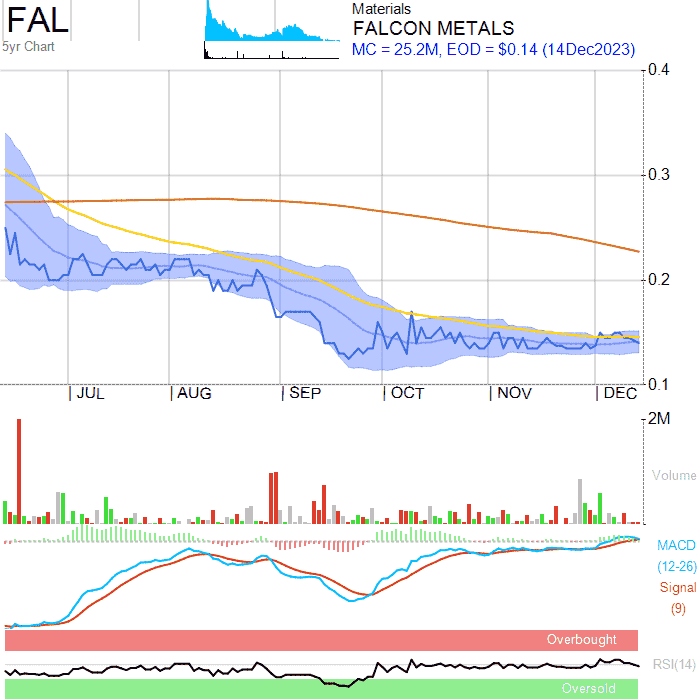 FAL
5yr Chart
Materials
FALCON METALS
MC = 25.2M, EOD = $0.14 (14Dec2023)
0.4
0.3
0.2
0.1
JUL AUG SEP OCT NOV DEC
2M
Volume
MACD
(12-26)
Signal
(9)
Overbought
RSI(14)
Oversold